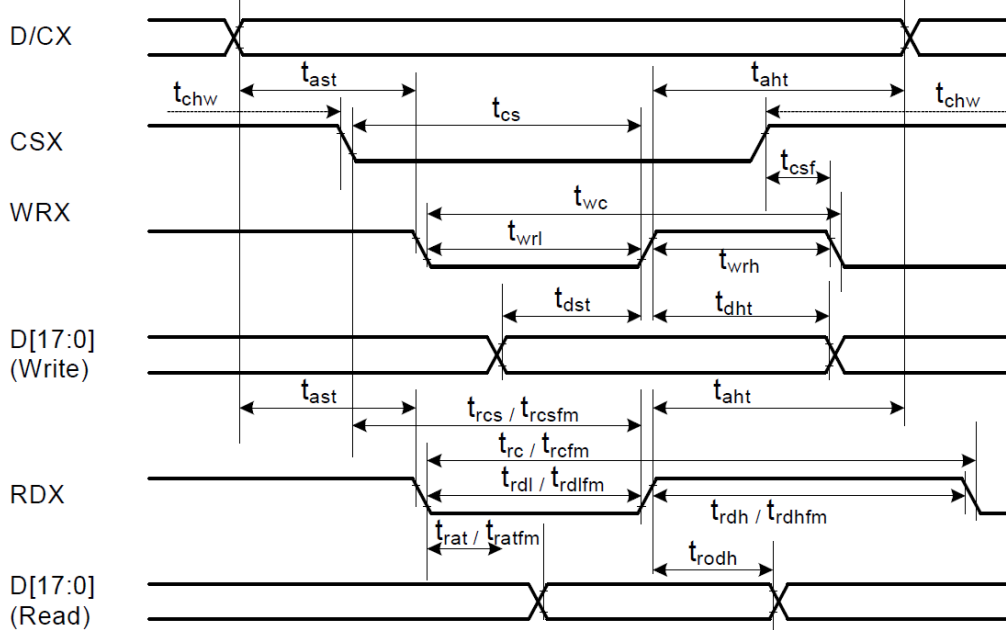 D/CX
tast
taht
tchw
tchw
tcs
CSX
tcsf
WRX
twc
twrl
twrh
tdst
tdht
D[17:0]
(Write)
tast
taht
trcs / trcsfm
trc / trcfm
RDX
trdl / trdlfm
trdh / trdhfm
trat / tratfm
trodh
D[17:0]
(Read)